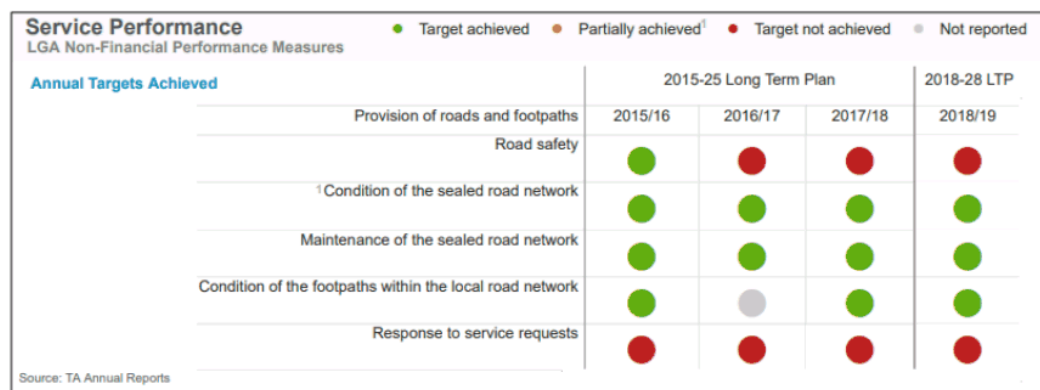 Service Performance
LGA Non-Financial Performance Measures
Target achieved Partially achieved¹ Target not achieved Not reported
Annual Targets Achieved
2015-25 Long Term Plan 2018-28 LTP
Provision of roads and footpaths 2015/16 2016/17 2017/18 2018/19
Road safety
¹Condition of the sealed road network
Maintenance of the sealed road network
Condition of the footpaths within the local road network
Response to service requests
Source: TA Annual Reports